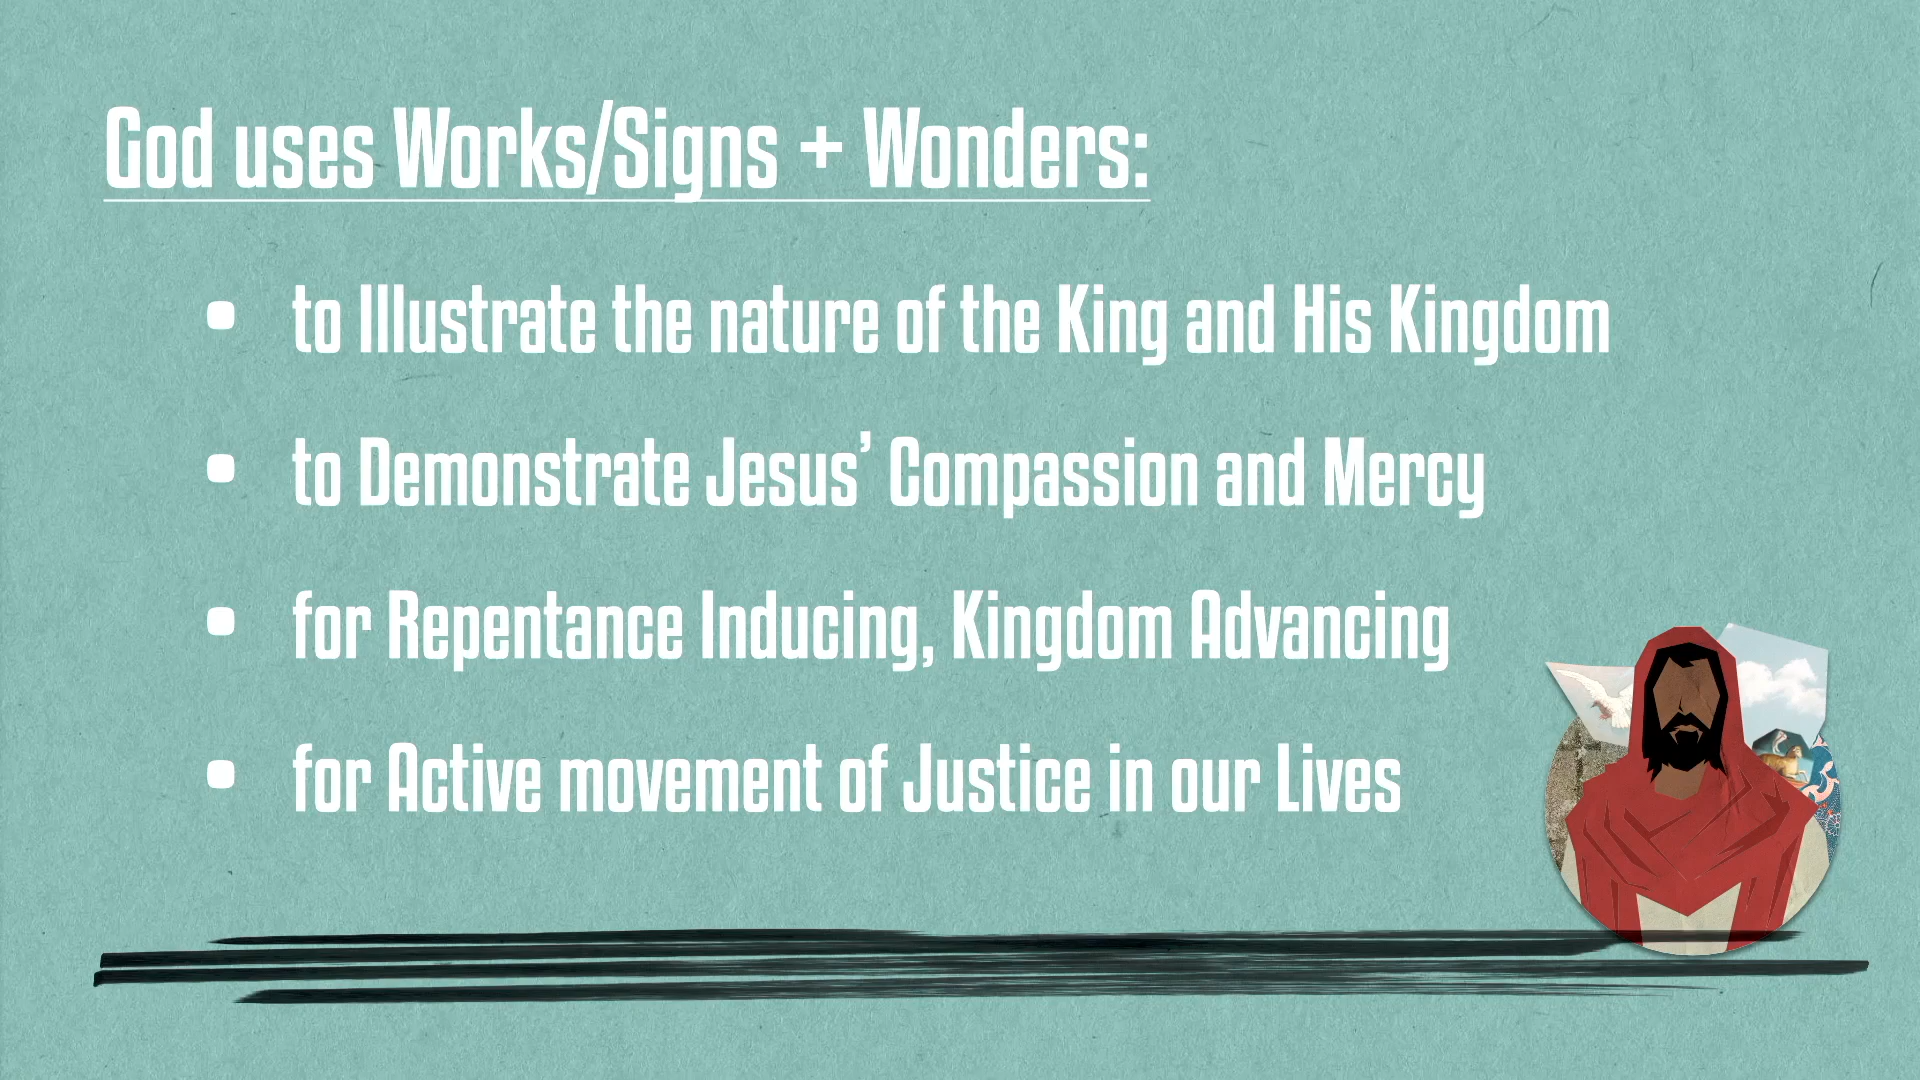 God uses Works/Signs + Wonders:
• to Illustrate the nature of the King and His Kingdom
• to Demonstrate Jesus’ Compassion and Mercy
• for Repentance Inducing, Kingdom Advancing
• for Active movement of Justice in our Lives